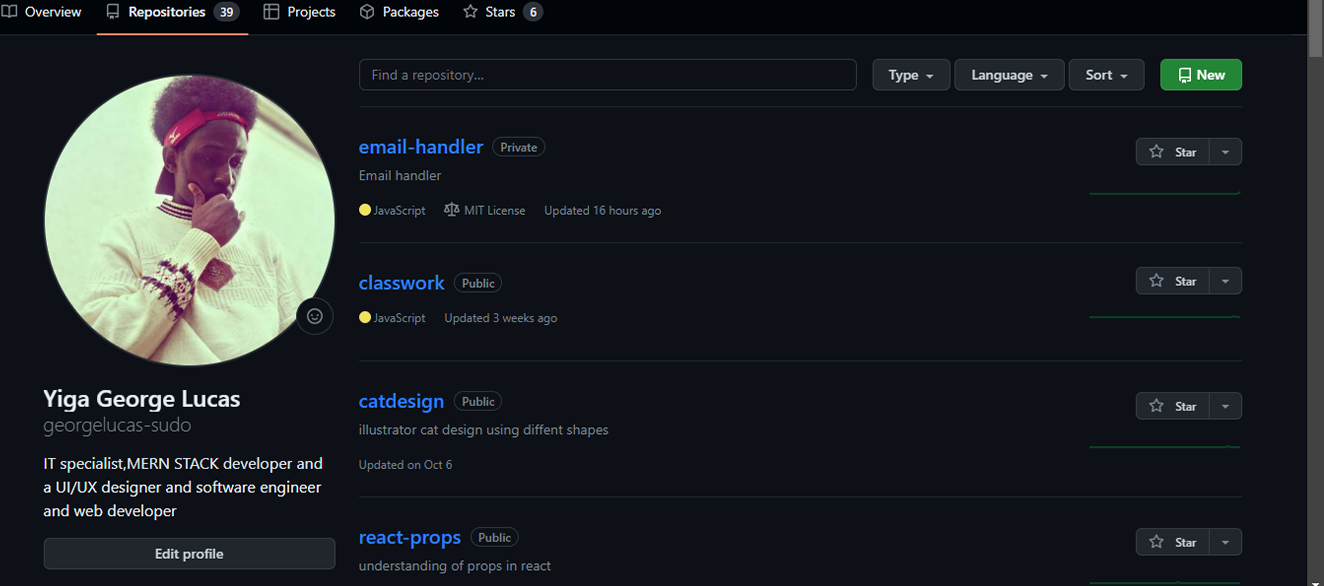 Overview Repositories 39 Projects Packages Stars 6
Find a repository... Type Language Sort New
email-handler Private
Star
Email handler
JavaScript MIT License Updated 16 hours ago
classwork Public
Star
JavaScript Updated 3 weeks ago
catdesign Public
Star
illustrator cat design using diffent shapes
Updated on Oct 6
react-props Public
Star
understanding of props in react
Yiga George Lucas
georgelucas-sudo
IT specialist,MERN STACK developer and
a UI/UX designer and software engineer
and web developer
Edit profile